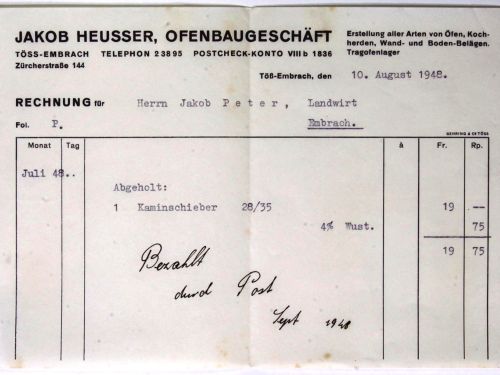 JAKOB HEUSSER, OFENBAUGESCHÄFT
TÖSS-EMBRACH TELEPHON 23895 POSTCHECK-KONTO VIII b 1836
Zürcherstraße 144
Erstellung aller Arten von Öfen, Koch-
herden, Wand- und Boden-Belägen.
Tragofenlager
Töß-Embrach, den 10. August 1948.
RECHNUNG für Herrn Jakob Peter, Landwirt
Fol. P. Embrach.
Monat Tag à Fr. Rp.
Juli 48..
Abgeholt:
1 Kaminschieber 28/35 19 --
4% Wust. 75
19 75
Bezahlt
durch Post
Sept 1948